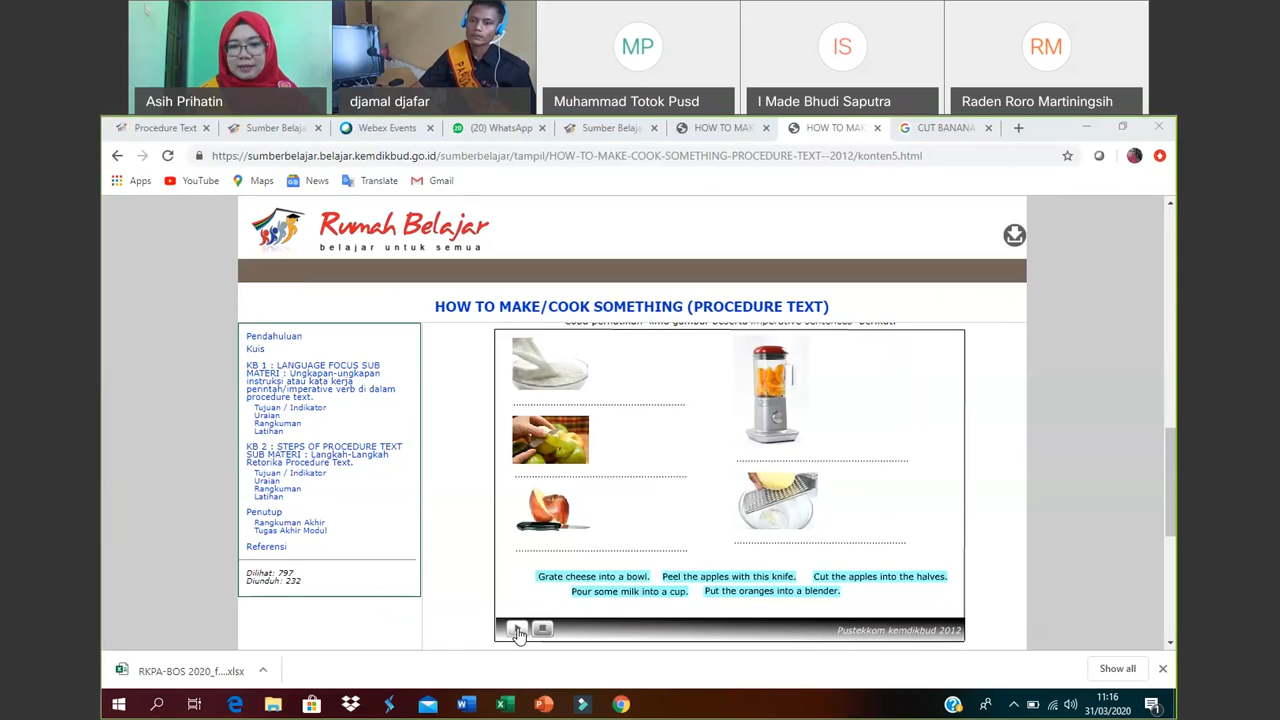 MP
IS
RM
Asih Prihatin
djamal djafar
Muhammad Totok Pusd
I Made Bhudi Saputra
Raden Roro Martiningsih
Procedure Text
Sumber Belaja
Webex Events
(20) WhatsApp
Sumber Belaja
HOW TO MAK
HOW TO MAK
CUT BANANA
https://sumberbelajar.belajar.kemdikbud.go.id/sumberbelajar/tampil/HOW-TO-MAKE-COOK-SOMETHING-PROCEDURE-TEXT--2012/konten5.html
Apps
YouTube
Maps
News
Translate
Gmail
Rumah Belajar
belajar untuk semua
HOW TO MAKE/COOK SOMETHING (PROCEDURE TEXT)
Pendahuluan
Kuis
KB 1 : LANGUAGE FOCUS SUB
MATERI : Ungkapan-ungkapan
instruksi atau kata kerja
perintah/imperative verb di dalam
procedure text.
Tujuan / Indikator
Uraian
Rangkuman
Latihan
KB 2 : STEPS OF PROCEDURE TEXT
SUB MATERI : Langkah-Langkah
Retorika Procedure Text.
Tujuan / Indikator
Uraian
Rangkuman
Latihan
Penutup
Rangkuman Akhir
Tugas Akhir Modul
Referensi
Dilihat: 797
Diunduh: 232
Grate cheese into a bowl.
Peel the apples with this knife.
Cut the apples into the halves.
Pour some milk into a cup.
Put the oranges into a blender.
Pustekkom kemdikbud 2012
RKPA-BOS 2020_f....xlsx
Show all
11:16
31/03/2020